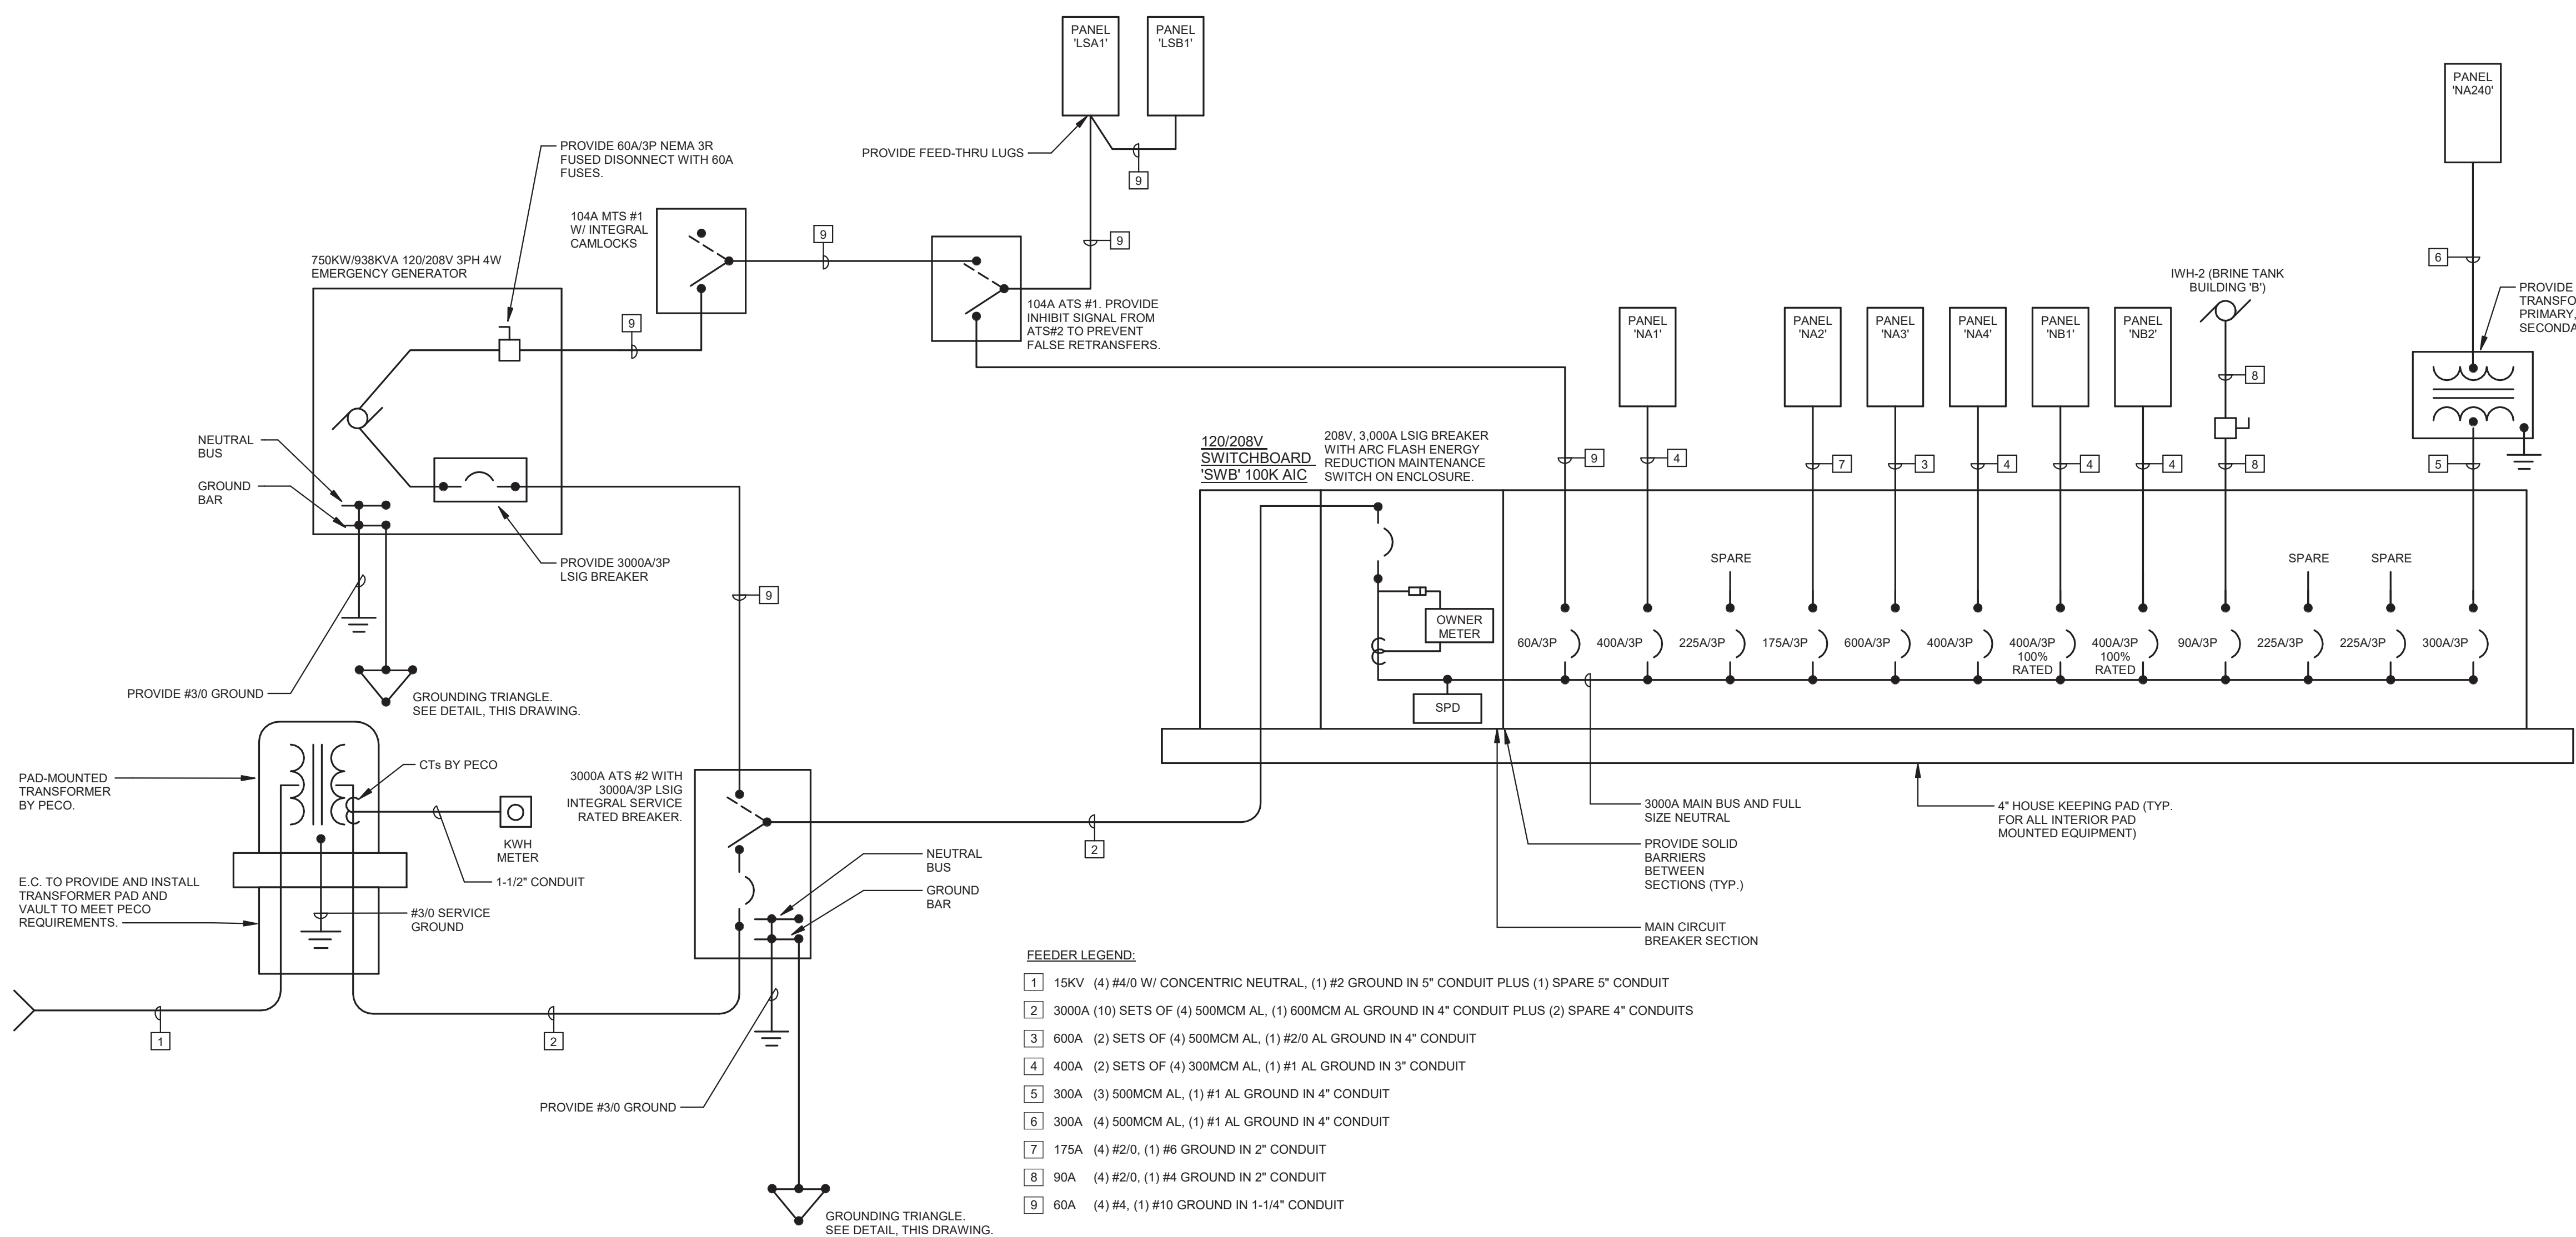 PANEL
'LSA1'
PANEL
'LSB1'
PROVIDE FEED-THRU LUGS
9
9
PANEL
'NA240'
6
PROVIDE
TRANSFO
PRIMARY,
SECONDA
5
PROVIDE 60A/3P NEMA 3R
FUSED DISONNECT WITH 60A
FUSES.
104A MTS #1
W/ INTEGRAL
CAMLOCKS
9
9
750KW/938KVA 120/208V 3PH 4W
EMERGENCY GENERATOR
104A ATS #1. PROVIDE
INHIBIT SIGNAL FROM
ATS#2 TO PREVENT
FALSE RETRANSFERS.
NEUTRAL
BUS
GROUND
BAR
PROVIDE 3000A/3P
LSIG BREAKER
PROVIDE #3/0 GROUND
GROUNDING TRIANGLE.
SEE DETAIL, THIS DRAWING.
9
PANEL
'NA1'
PANEL
'NA2'
PANEL
'NA3'
PANEL
'NA4'
PANEL
'NB1'
PANEL
'NB2'
IWH-2 (BRINE TANK
BUILDING 'B')
8
9
4
7
3
4
4
4
8
120/208V
SWITCHBOARD
'SWB' 100K AIC
208V, 3,000A LSIG BREAKER
WITH ARC FLASH ENERGY
REDUCTION MAINTENANCE
SWITCH ON ENCLOSURE.
OWNER
METER
SPD
SPARE
SPARE
SPARE
60A/3P
400A/3P
225A/3P
175A/3P
600A/3P
400A/3P
400A/3P
100%
RATED
400A/3P
100%
RATED
90A/3P
225A/3P
225A/3P
300A/3P
3000A MAIN BUS AND FULL
SIZE NEUTRAL
PROVIDE SOLID
BARRIERS
BETWEEN
SECTIONS (TYP.)
MAIN CIRCUIT
BREAKER SECTION
4" HOUSE KEEPING PAD (TYP.
FOR ALL INTERIOR PAD
MOUNTED EQUIPMENT)
PAD-MOUNTED
TRANSFORMER
BY PECO.
CTs BY PECO
KWH
METER
1-1/2" CONDUIT
E.C. TO PROVIDE AND INSTALL
TRANSFORMER PAD AND
VAULT TO MEET PECO
REQUIREMENTS.
#3/0 SERVICE
GROUND
1
2
3000A ATS #2 WITH
3000A/3P LSIG
INTEGRAL SERVICE
RATED BREAKER.
2
NEUTRAL
BUS
GROUND
BAR
PROVIDE #3/0 GROUND
GROUNDING TRIANGLE.
SEE DETAIL, THIS DRAWING.
FEEDER LEGEND:
1 15KV (4) #4/0 W/ CONCENTRIC NEUTRAL, (1) #2 GROUND IN 5" CONDUIT PLUS (1) SPARE 5" CONDUIT
2 3000A (10) SETS OF (4) 500MCM AL, (1) 600MCM AL GROUND IN 4" CONDUIT PLUS (2) SPARE 4" CONDUITS
3 600A (2) SETS OF (4) 500MCM AL, (1) #2/0 AL GROUND IN 4" CONDUIT
4 400A (2) SETS OF (4) 300MCM AL, (1) #1 AL GROUND IN 3" CONDUIT
5 300A (3) 500MCM AL, (1) #1 AL GROUND IN 4" CONDUIT
6 300A (4) 500MCM AL, (1) #1 AL GROUND IN 4" CONDUIT
7 175A (4) #2/0, (1) #6 GROUND IN 2" CONDUIT
8 90A (4) #2/0, (1) #4 GROUND IN 2" CONDUIT
9 60A (4) #4, (1) #10 GROUND IN 1-1/4" CONDUIT